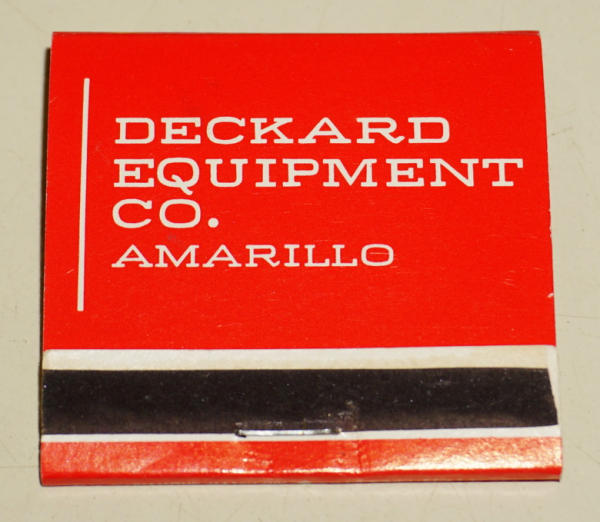 DECKARD
EQUIPMENT
CO.
AMARILLO